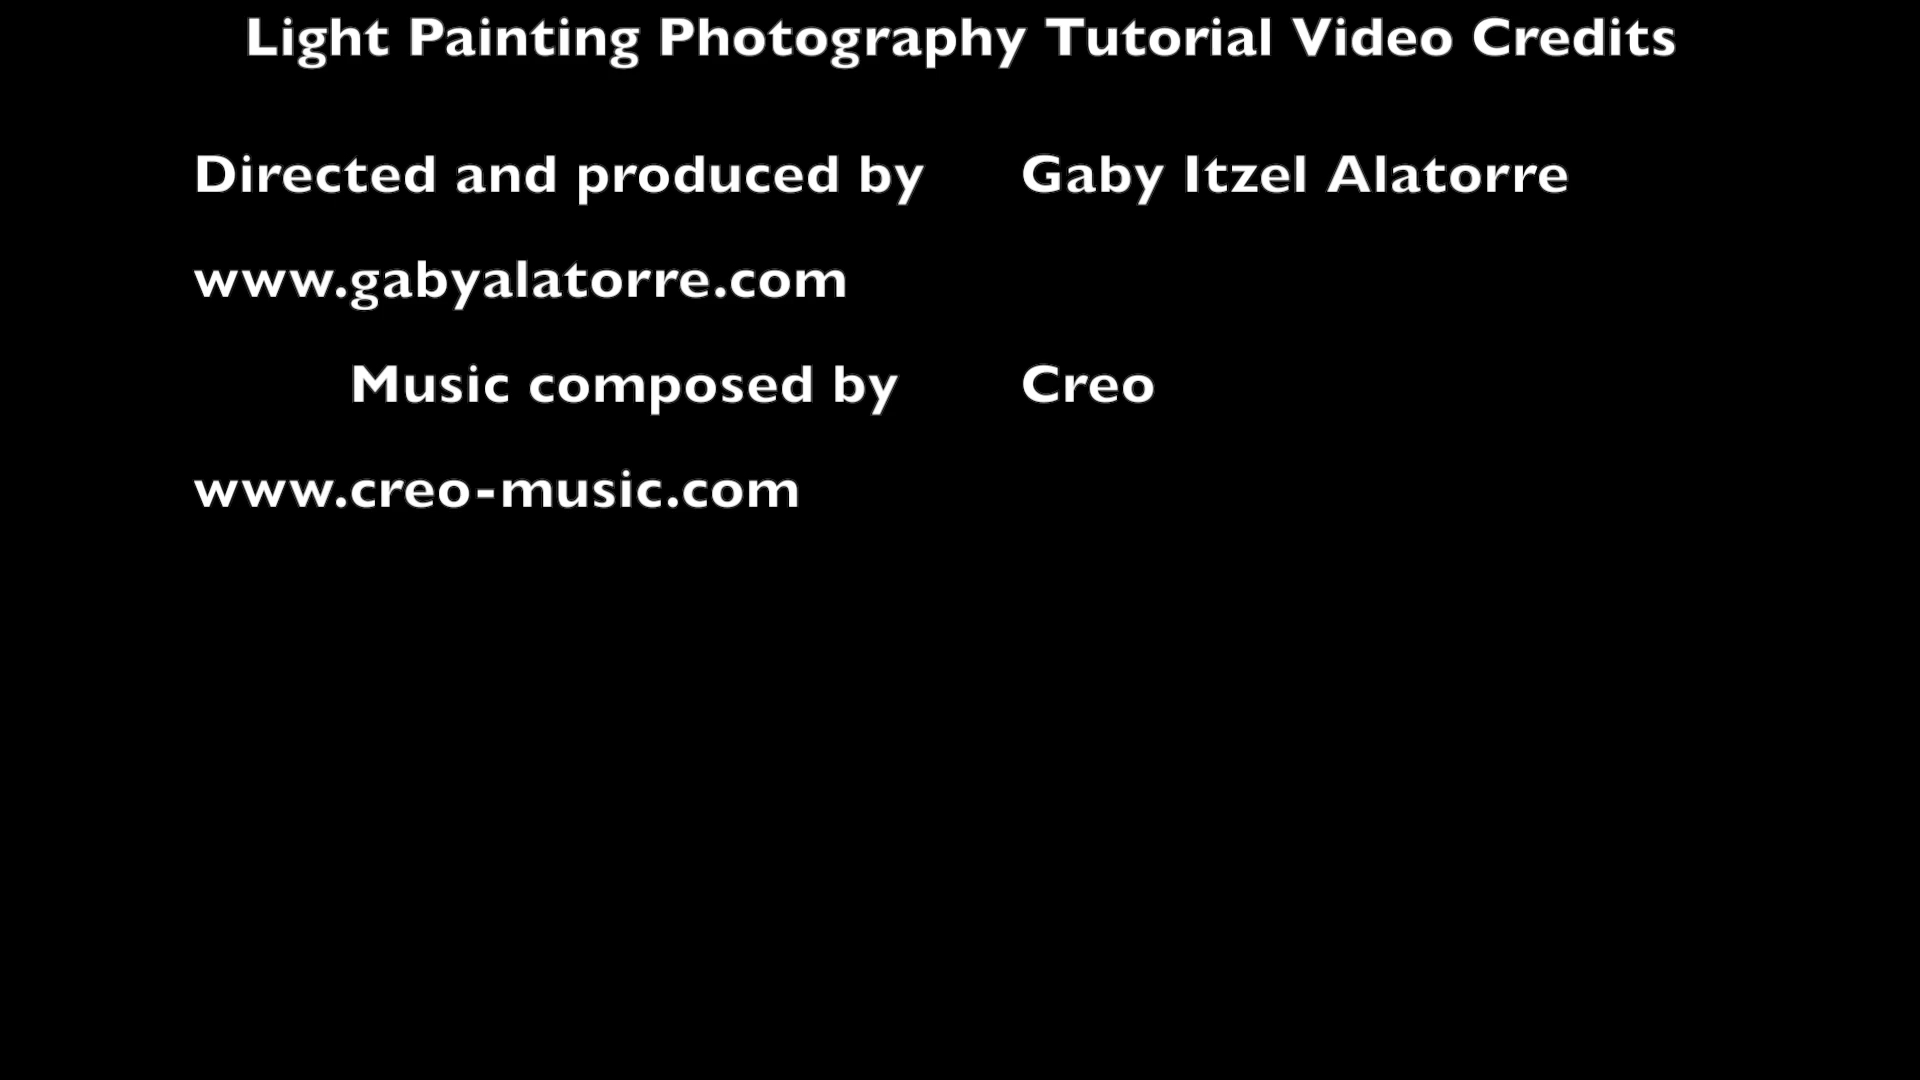 Light Painting Photography Tutorial Video Credits
Directed and produced by Gaby Itzel Alatorre
www.gabyalatorre.com
Music composed by Creo
www.creo-music.com